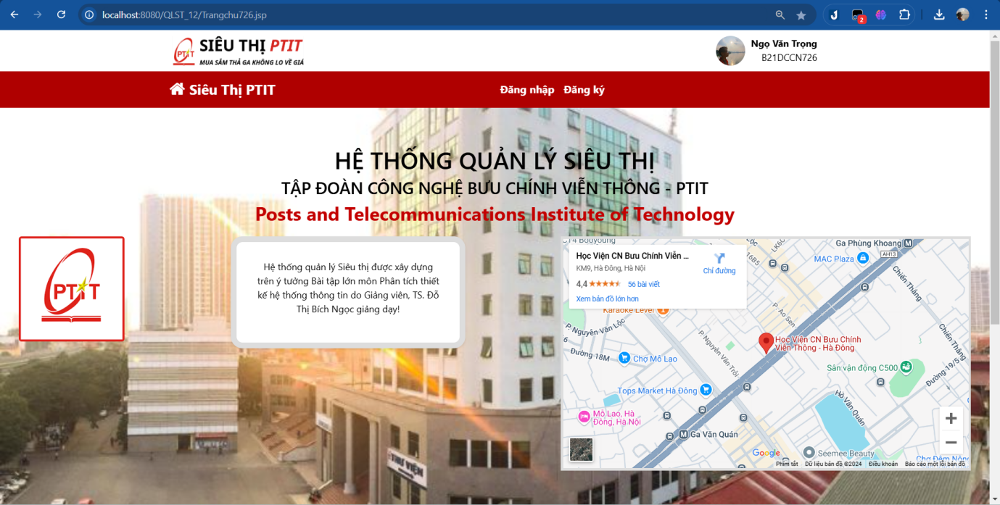 localhost:8080/QLST_12/Trangchu726.jsp
2
PTIT
SIÊU THỊ PTIT
MUA SẮM THẢ GA KHÔNG LO VỀ GIÁ
Ngọ Văn Trọng
B21DCCN726
Siêu Thị PTIT
Đăng nhập Đăng ký
HỆ THỐNG QUẢN LÝ SIÊU THỊ
TẬP ĐOÀN CÔNG NGHỆ BƯU CHÍNH VIỄN THÔNG - PTIT
Posts and Telecommunications Institute of Technology
PTIT
Hệ thống quản lý Siêu thị được xây dựng
trên ý tưởng Bài tập lớn môn Phân tích thiết
kế hệ thống thông tin do Giảng viên, TS. Đỗ
Thị Bích Ngọc giảng dạy!
Học Viện CN Bưu Chính Viễn ...
KM9, Hà Đông, Hà Nội
Chỉ đường
4,4 56 bài viết
Xem bản đồ lớn hơn
Karaoke Level
Ga Phùng Khoang
AH13
MAC Plaza
Chiến Thắng
P. Ao Sen
P. Nguyễn Văn Lộc
P. Nguyễn Văn Trỗi
Học Viện CN Bưu Chính
Viễn Thông - Hà Đông
Chiến Thắng
Đường 18M
Chợ Mỗ Lao
Sân vận động C500
Đường 19/5
Tops Market Hà Đông
Hồ Văn Quán
Mỗ Lao, Hà
Đông, Hà Nội
Ga Văn Quán
Google
Seemee Beauty
Phím tắt Dữ liệu bản đồ ©2024 Điều khoản Báo cáo một lỗi bản đồ
THƯ VIỆN